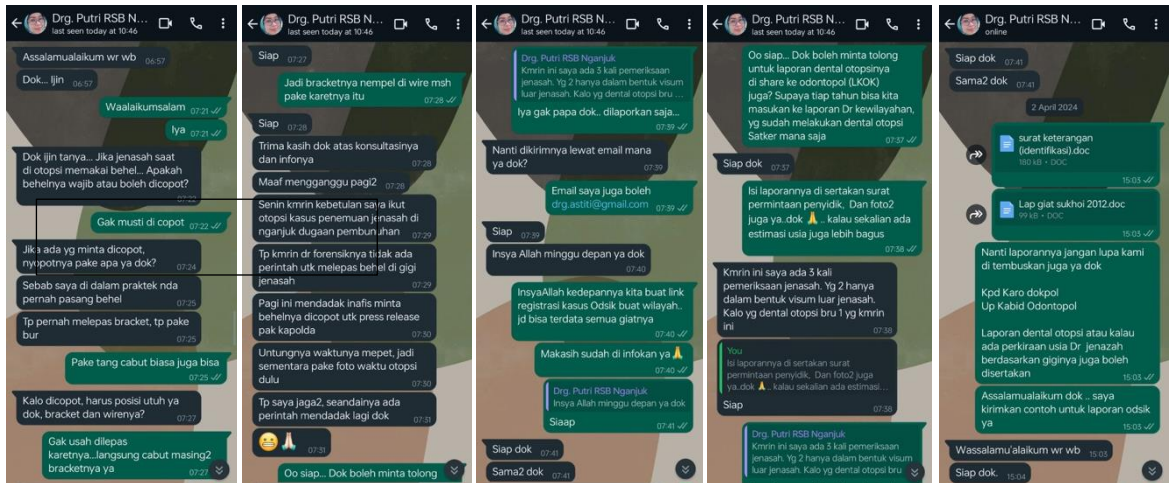 Drg. Putri RSB N...
last seen today at 10:46
Assalamualaikum wr wb 06:57
Dok... Ijin 06:57
Waalaikumsalam 07:21
Iya 07:21
Dok ijin tanya... Jika jenasah saat
di otopsi memakai behel... Apakah
behelnya wajib atau boleh dicopot?
07:22
Gak musti di copot 07:22
Jika ada yg minta dicopot,
nyopotnya pake apa ya dok? 07:24
Sebab saya di dalam praktek nda
pernah pasang behel 07:25
Tp pernah melepas bracket, tp pake
bur 07:25
Pake tang cabut biasa juga bisa
07:25
Kalo dicopot, harus posisi utuh ya
dok, bracket dan wirenya? 07:27
Gak usah dilepas
karetnya...langsung cabut masing2
bracketnya ya 07:27
Drg. Putri RSB N...
last seen today at 10:46
Siap 07:27
Jadi bracketnya nempel di wire msh
pake karetnya itu 07:28
Siap 07:28
Trima kasih dok atas konsultasinya
dan infonya 07:28
Maaf mengganggu pagi2 07:28
Senin kmrin kebetulan saya ikut
otopsi kasus penemuan jenasah di
nganjuk dugaan pembunuhan 07:29
Tp kmrin dr forensiknya tidak ada
perintah utk melepas behel di gigi
jenasah 07:29
Pagi ini mendadak inafis minta
behelnya dicopot utk press release
pak kapolda 07:30
Untungnya waktunya mepet, jadi
sementara pake foto waktu otopsi
dulu 07:30
Tp saya jaga2, seandainya ada
perintah mendadak lagi dok 07:31
😁🙏🏻 07:31
Oo siap... Dok boleh minta tolong
Drg. Putri RSB N...
last seen today at 10:46
Drg. Putri RSB Nganjuk
Kmrin ini saya ada 3 kali pemeriksaan
jenasah. Yg 2 hanya dalam bentuk visum
luar jenasah. Kalo yg dental otopsi bru ...
Iya gak papa dok.. dilaporkan saja...
07:39
Nanti dikirimnya lewat email mana
ya dok? 07:39
Email saya juga boleh
drg.astiti@gmail.com 07:39
Siap 07:39
Insya Allah minggu depan ya dok
07:40
InsyaAllah kedepannya kita buat link
registrasi kasus Odsik buat wilayah..
jd bisa terdata semua giatnya
07:40
Makasih sudah di infokan ya🙏
07:40
Drg. Putri RSB Nganjuk
Insya Allah minggu depan ya dok
Siaap 07:41
Siap dok 07:41
Sama2 dok 07:41
Drg. Putri RSB N...
last seen today at 10:46
Oo siap... Dok boleh minta tolong
untuk laporan dental otopsinya
di share ke odontopol (LKOK)
juga? Supaya tiap tahun bisa kita
masukan ke laporan Dr kewilayahan,
yg sudah melakukan dental otopsi
Satker mana saja 07:37
Siap dok 07:37
Isi laporannya di sertakan surat
permintaan penyidik, Dan foto2
juga ya..dok 🙏 .. kalau sekalian ada
estimasi usia juga lebih bagus
07:38
Kmrin ini saya ada 3 kali
pemeriksaan jenasah. Yg 2 hanya
dalam bentuk visum luar jenasah.
Kalo yg dental otopsi bru 1 yg kmrin
ini 07:38
You
Isi laporannya di sertakan surat
permintaan penyidik, Dan foto2 juga
ya..dok 🙏 .. kalau sekalian ada estimasi...
Siap 07:38
Drg. Putri RSB Nganjuk
Kmrin ini saya ada 3 kali pemeriksaan
jenasah. Yg 2 hanya dalam bentuk visum
luar jenasah. Kalo yg dental otopsi bru
Drg. Putri RSB N...
online
Siap dok 07:41
Sama2 dok 07:41
2 April 2024
surat keterangan
(identifikasi).doc
180 kB • DOC
15:03
Lap giat sukhoi 2012.doc
99 kB • DOC
15:03
Nanti laporannya jangan lupa kami
di tembuskan juga ya dok
Kpd Karo dokpol
Up Kabid Odontopol
Laporan dental otopsi atau kalau
ada perkiraan usia Dr jenazah
berdasarkan giginya juga boleh
disertakan 15:03
Assalamualaikum dok .. saya
kirimkan contoh untuk laporan odsik
ya 15:03
Wassalamu'alaikum wr wb 15:03
Siap dok. 15:04